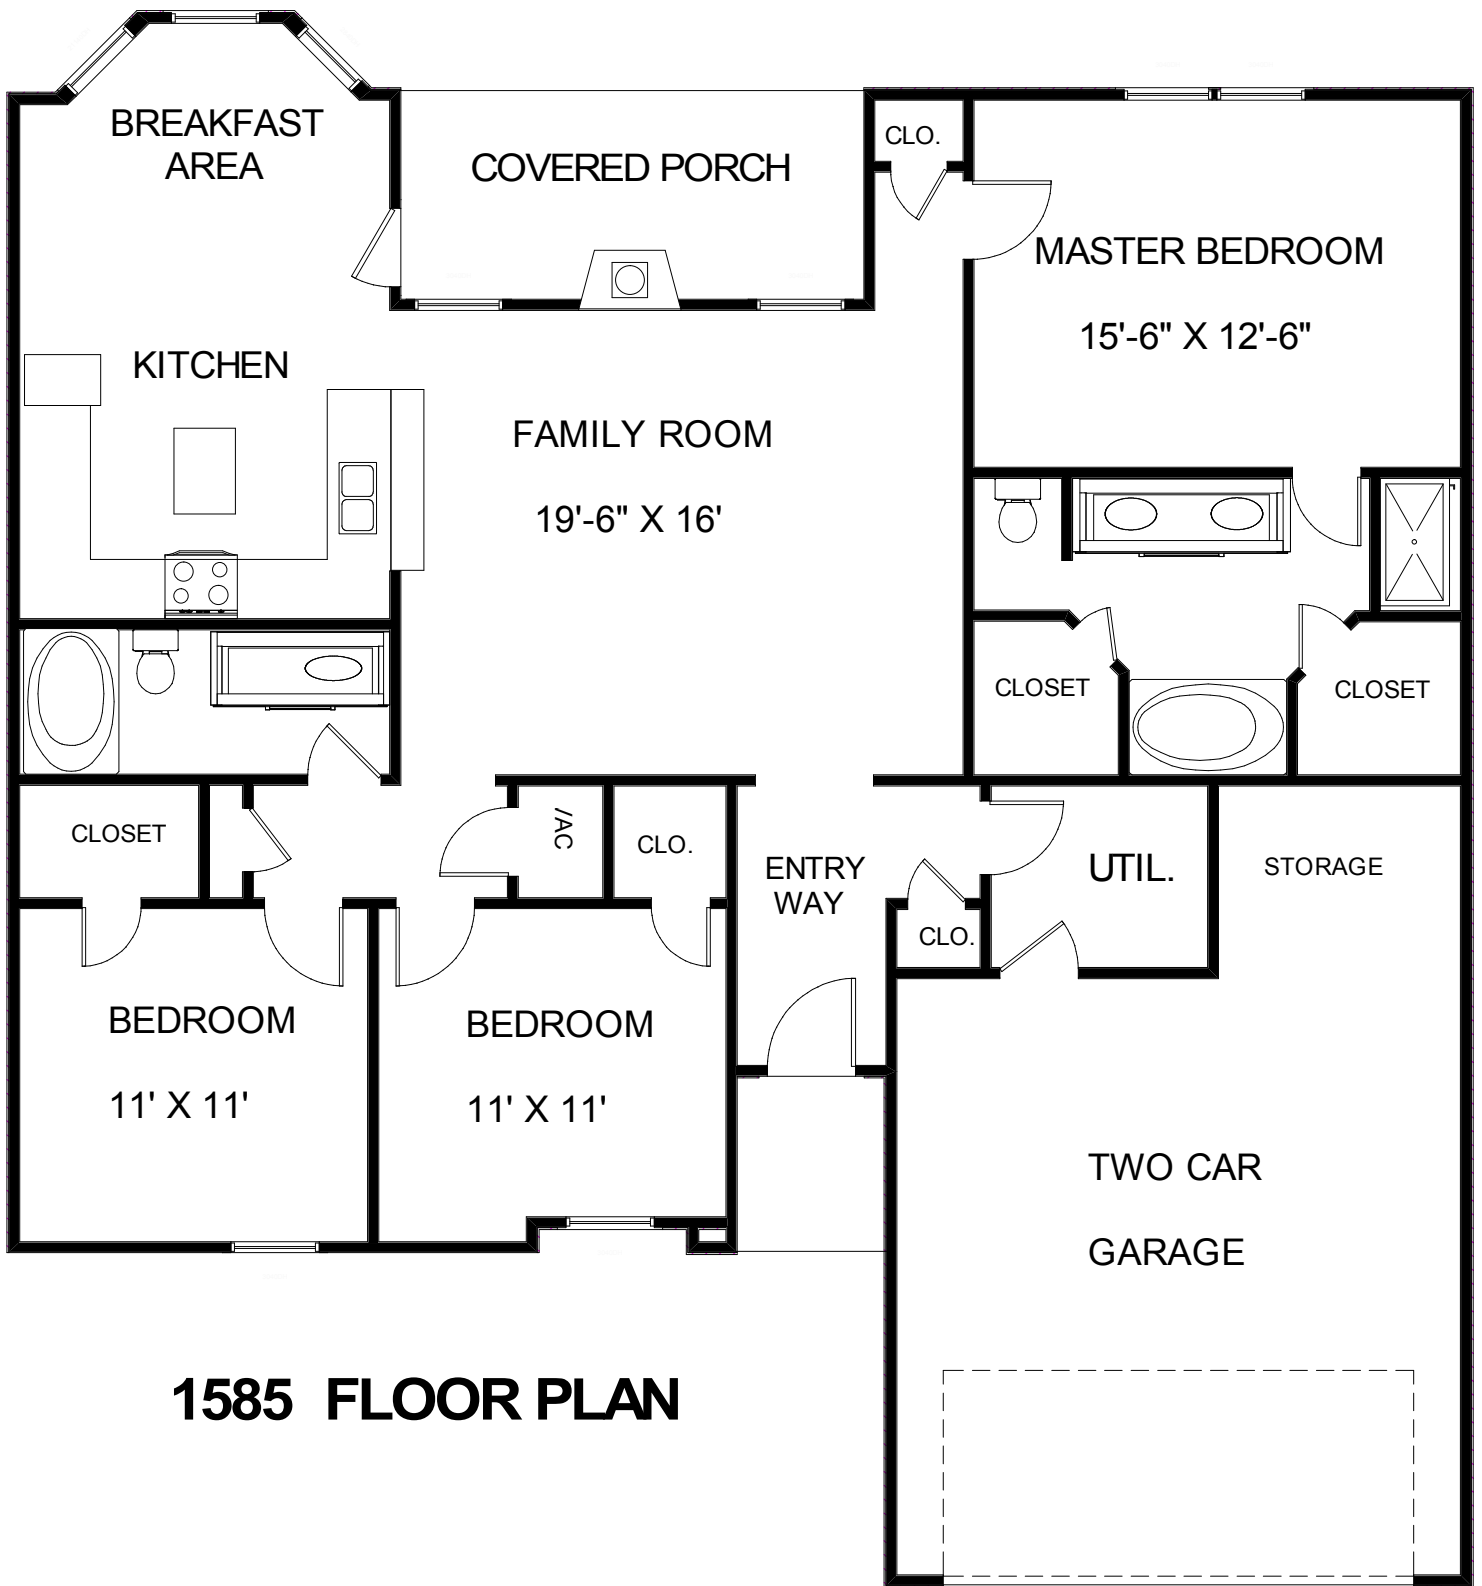 BREAKFAST
AREA
COVERED PORCH
CLO.
MASTER BEDROOM
15'-6" X 12'-6"
KITCHEN
FAMILY ROOM
19'-6" X 16'
CLOSET
CLOSET
CLOSET
/AC
CLO.
ENTRY
WAY
UTIL.
STORAGE
CLO.
BEDROOM
11' X 11'
BEDROOM
11' X 11'
TWO CAR
GARAGE
1585 FLOOR PLAN